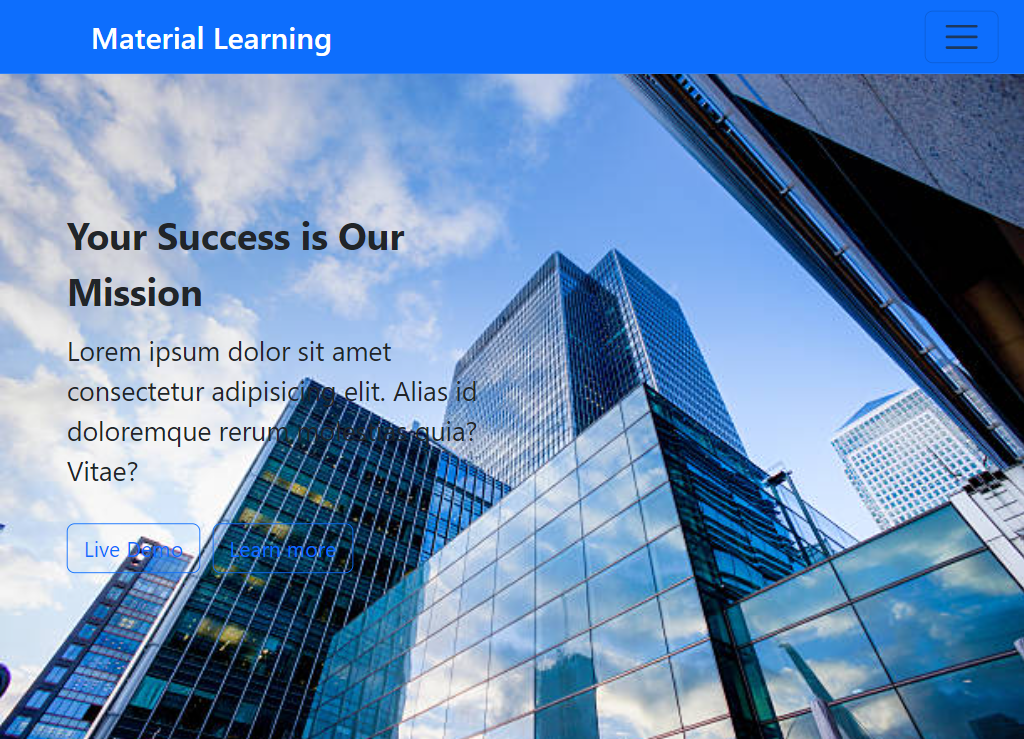 Material Learning
Your Success is Our
Mission
Lorem ipsum dolor sit amet
consectetur adipisicing elit. Alias id
doloremque rerum quia?
Vitae?
Live Demo
Learn more